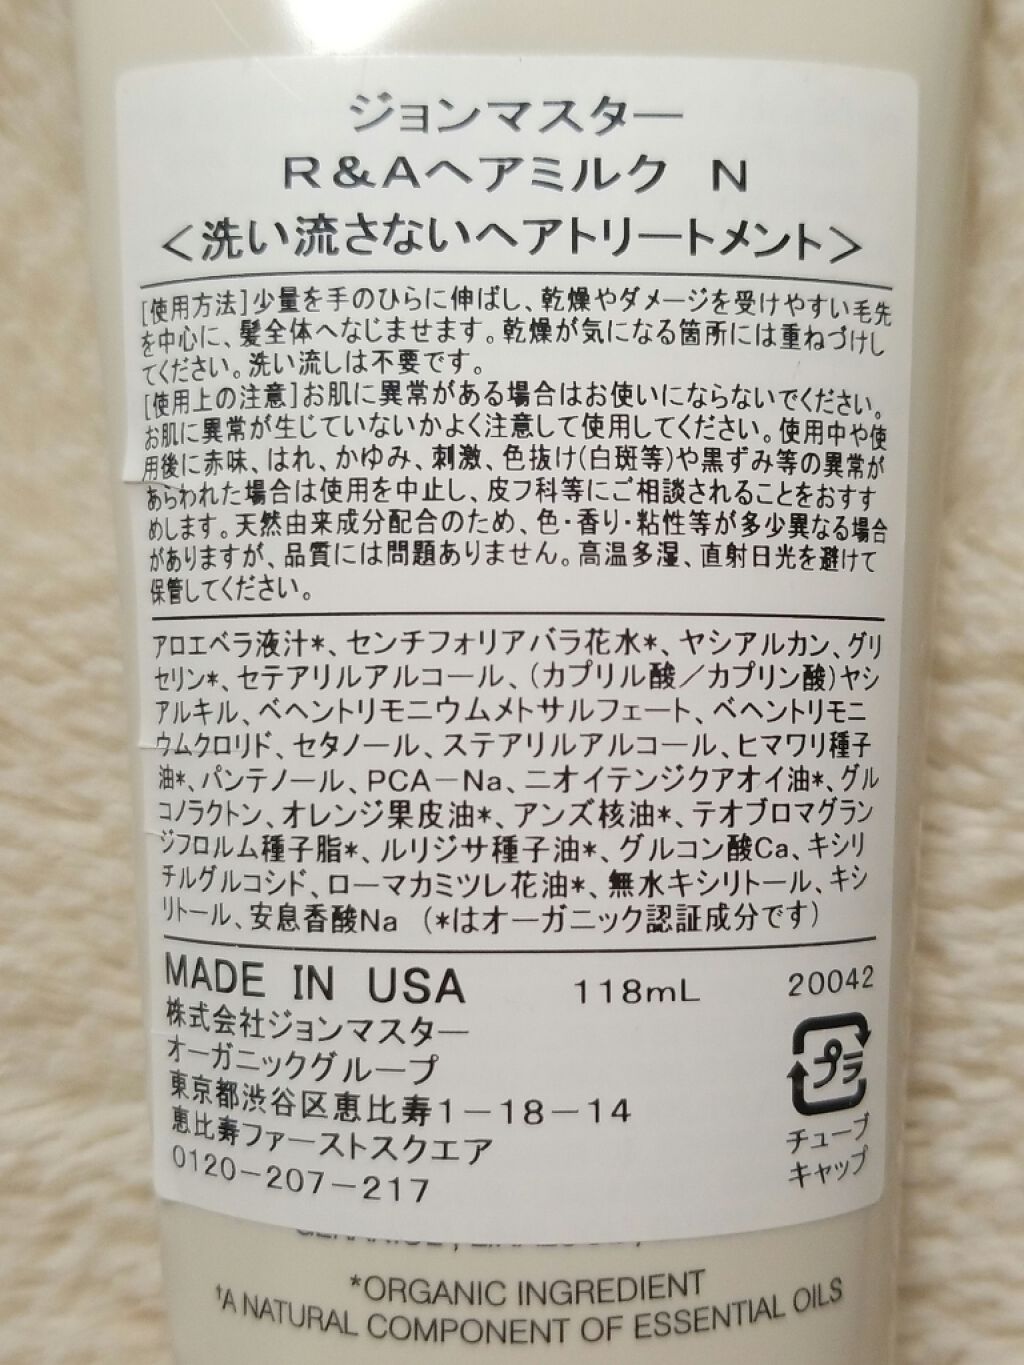 ジョンマスター
R&Aヘアミルク N
<洗い流さないヘアトリートメント>
[使用方法]少量を手のひらに伸ばし、乾燥やダメージを受けやすい毛先
を中心に、髪全体へなじませます。乾燥が気になる箇所には重ねづけし
てください。洗い流しは不要です。
[使用上の注意]お肌に異常がある場合はお使いにならないでください。
お肌に異常が生じていないかよく注意して使用してください。使用中や使
用後に赤味、はれ、かゆみ、刺激、色抜け(白斑等)や黒ずみ等の異常が
あらわれた場合は使用を中止し、皮フ科等にご相談されることをおすす
めします。天然由来成分配合のため、色・香り・粘性等が多少異なる場合
がありますが、品質には問題ありません。高温多湿、直射日光を避けて
保管してください。
アロエベラ液汁*、センチフォリアバラ花水*、ヤシアルカン、グリ
セリン*、セテアリルアルコール、(カプリル酸/カプリン酸)ヤシ
アルキル、ベヘントリモニウムメトサルフェート、ベヘントリモニ
ウムクロリド、セタノール、ステアリルアルコール、ヒマワリ種子
油*、パンテノール、PCA-Na、ニオイテンジクアオイ油*、グル
コノラクトン、オレンジ果皮油*、アンズ核油*、テオブロマグラン
ジフロルム種子脂*、ルリジサ種子油*、グルコン酸Ca、キシリ
チルグルコシド、ローマカミツレ花油*、無水キシリトール、キシ
リトール、安息香酸Na (*はオーガニック認証成分です)
MADE IN USA 118mL 20042
株式会社ジョンマスター
オーガニックグループ
東京都渋谷区恵比寿1-18-14
恵比寿ファーストスクエア
0120-207-217
プラ
チューブ
キャップ
*ORGANIC INGREDIENT
†A NATURAL COMPONENT OF ESSENTIAL OILS